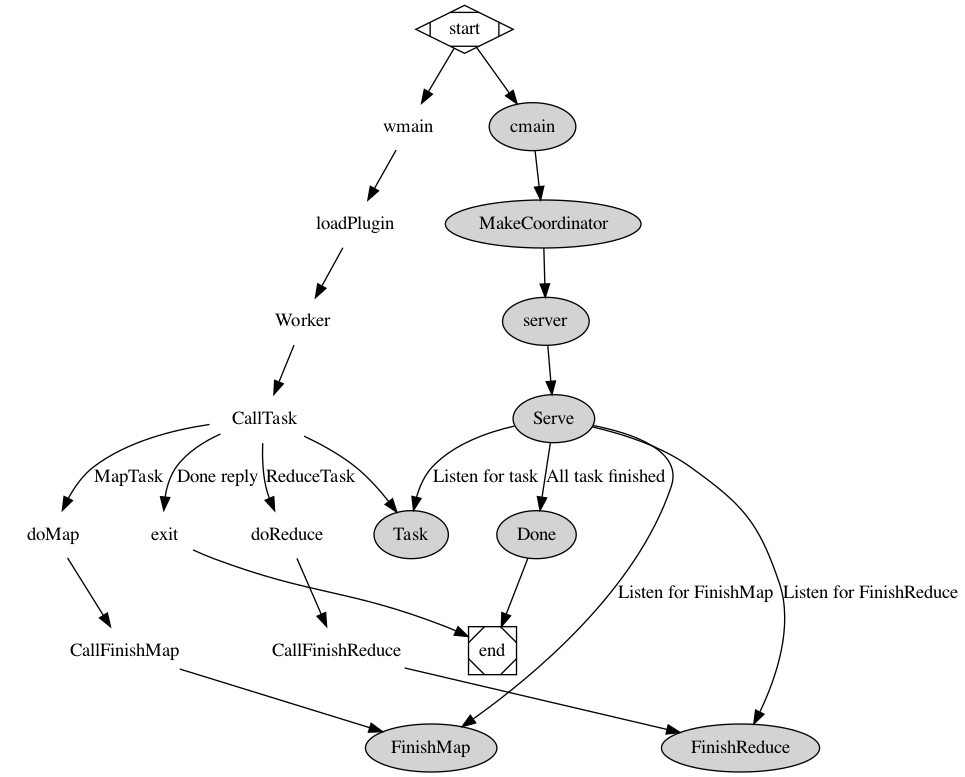 start
wmain
cmain
loadPlugin
MakeCoordinator
Worker
server
CallTask
Serve
MapTask
Done reply
ReduceTask
Listen for task
All task finished
doMap
exit
doReduce
Task
Done
Listen for FinishMap
Listen for FinishReduce
CallFinishMap
CallFinishReduce
end
FinishMap
FinishReduce